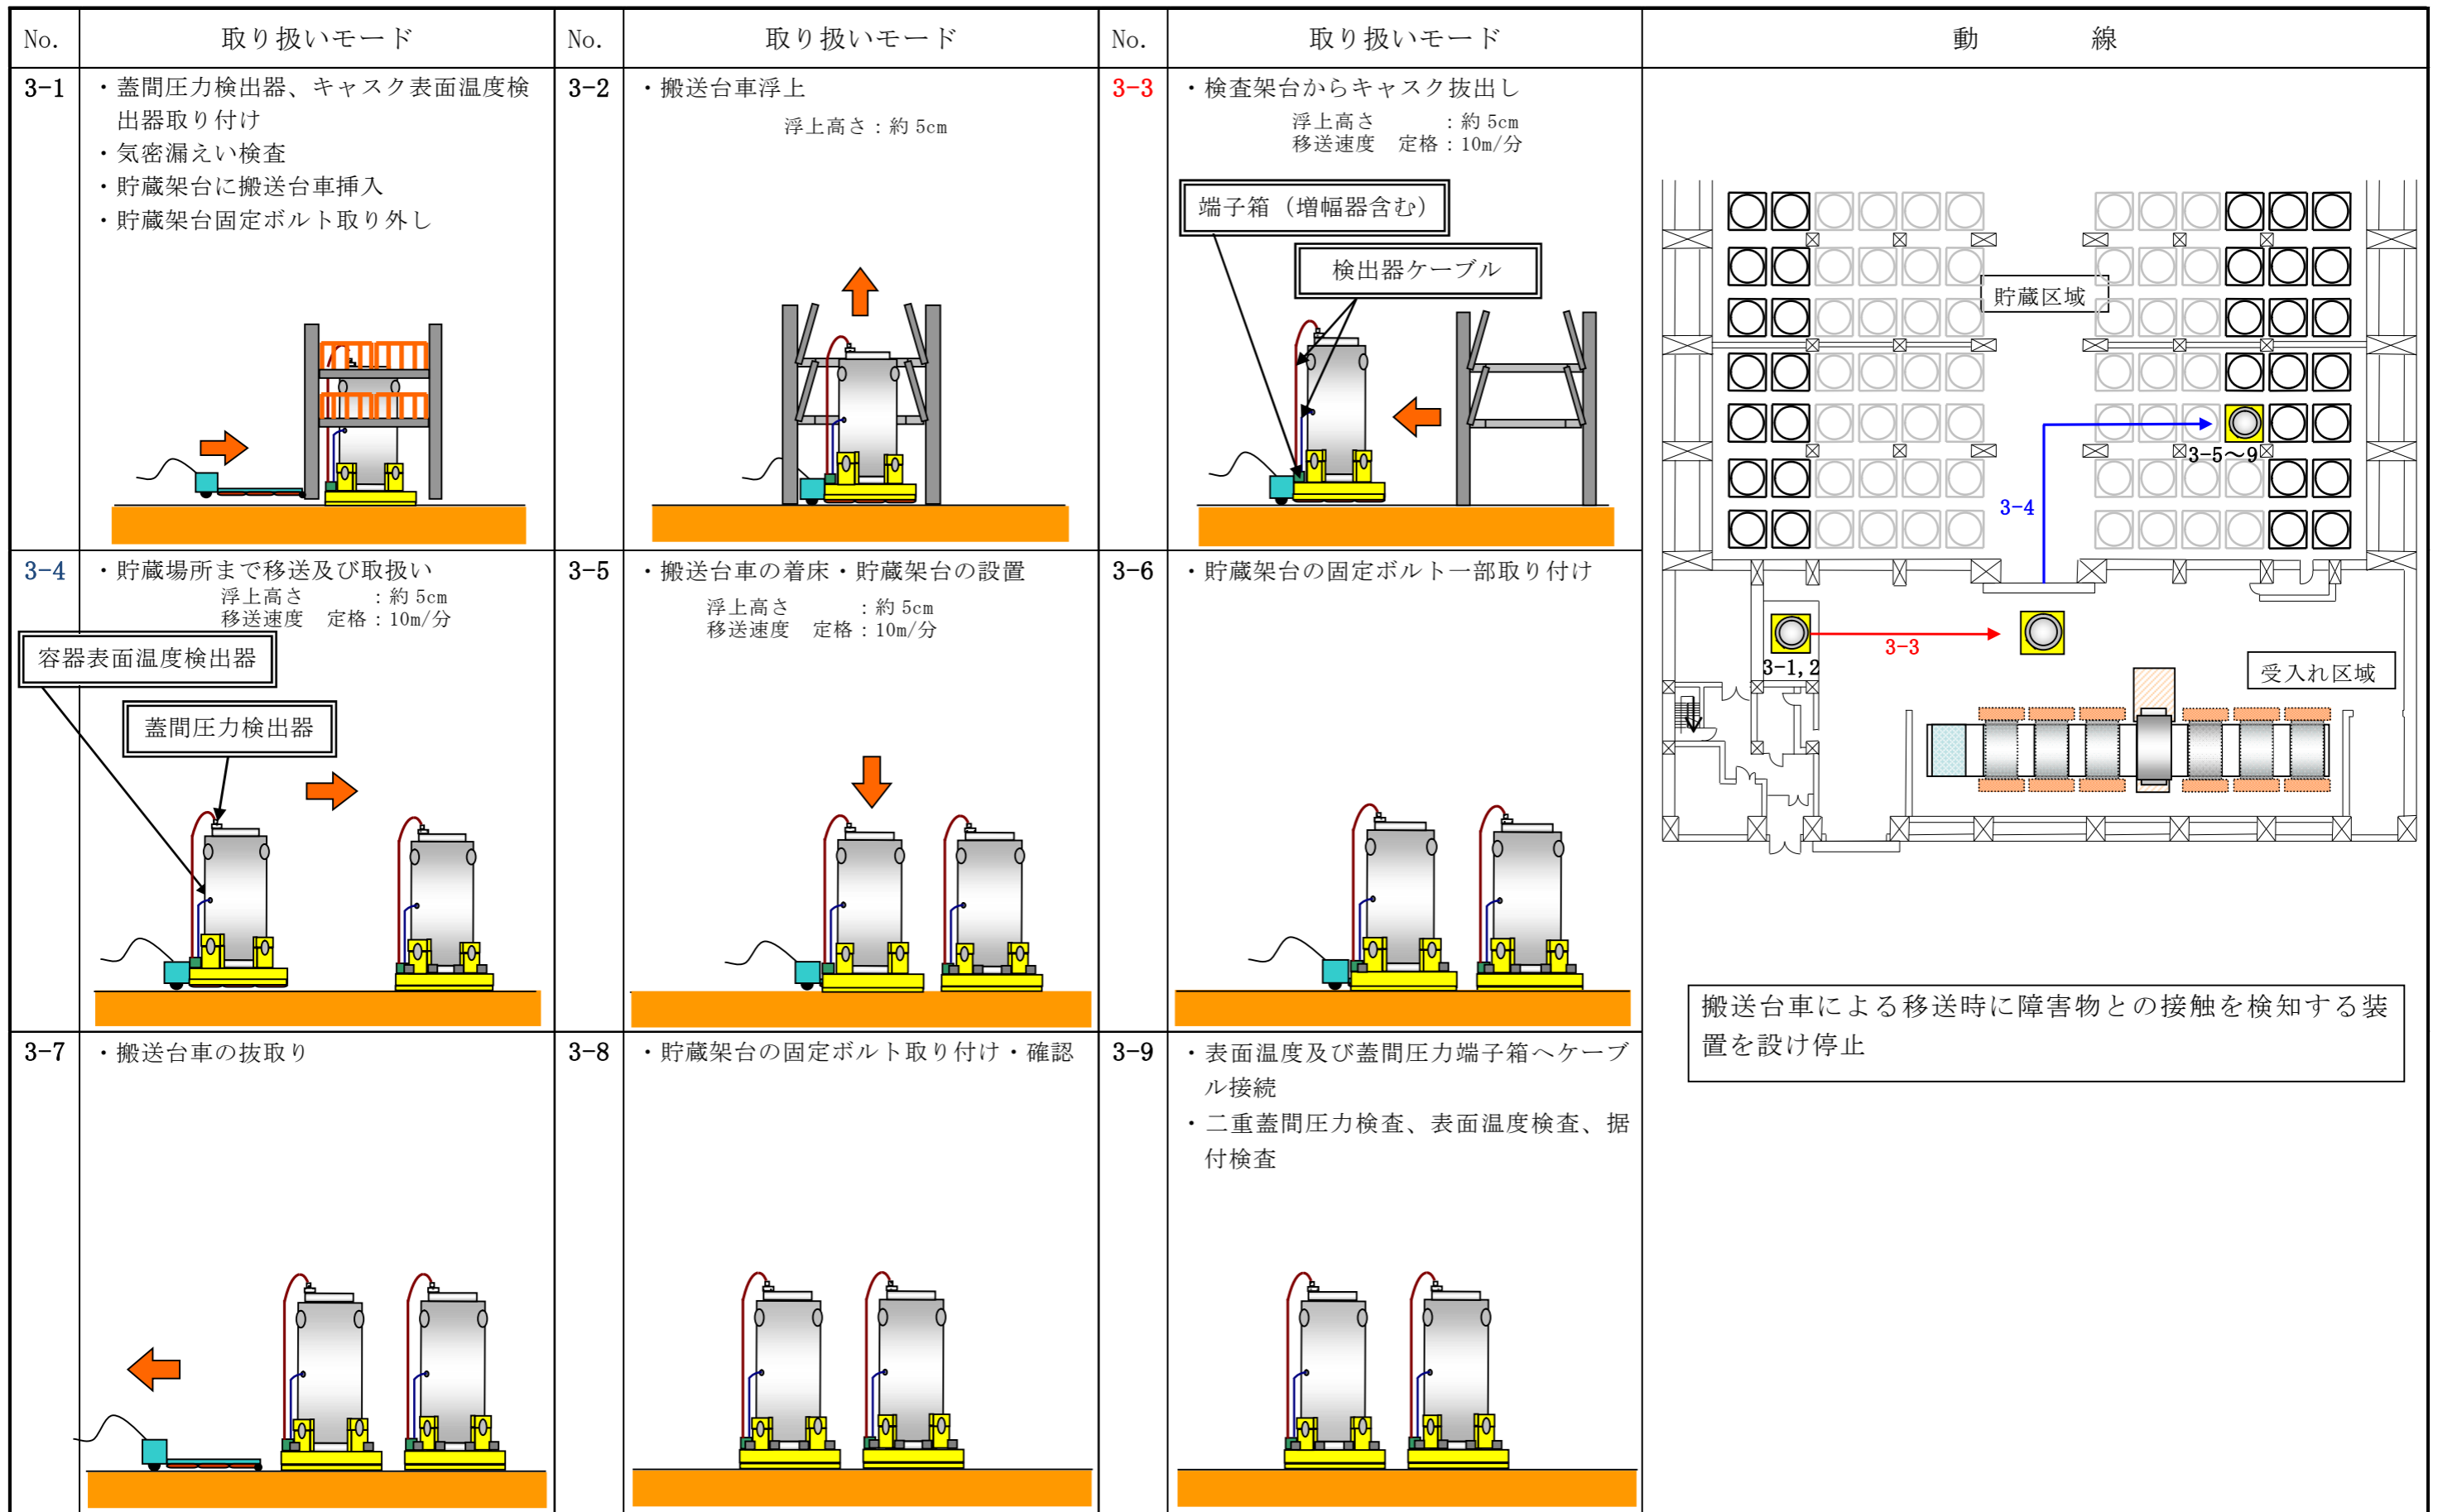 No.
取り扱いモード
No.
取り扱いモード
No.
取り扱いモード
動　線
3-1
・蓋間圧力検出器、キャスク表面温度検
出器取り付け
・気密漏えい検査
・貯蔵架台に搬送台車挿入
・貯蔵架台固定ボルト取り外し
3-2
・搬送台車浮上
浮上高さ：約5cm
3-3
・検査架台からキャスク抜出し
浮上高さ　：約5cm
移送速度　定格：10m/分
端子箱（増幅器含む）
検出器ケーブル
3-4
・貯蔵場所まで移送及び取扱い
浮上高さ　：約5cm
移送速度　定格：10m/分
容器表面温度検出器
蓋間圧力検出器
3-5
・搬送台車の着床・貯蔵架台の設置
浮上高さ　：約5cm
移送速度　定格：10m/分
3-6
・貯蔵架台の固定ボルト一部取り付け
3-7
・搬送台車の抜取り
3-8
・貯蔵架台の固定ボルト取り付け・確認
3-9
・表面温度及び蓋間圧力端子箱へケーブ
ル接続
・二重蓋間圧力検査、表面温度検査、据
付検査
貯蔵区域
3-5～9
3-4
3-3
3-1,2
受入れ区域
搬送台車による移送時に障害物との接触を検知する装
置を設け停止